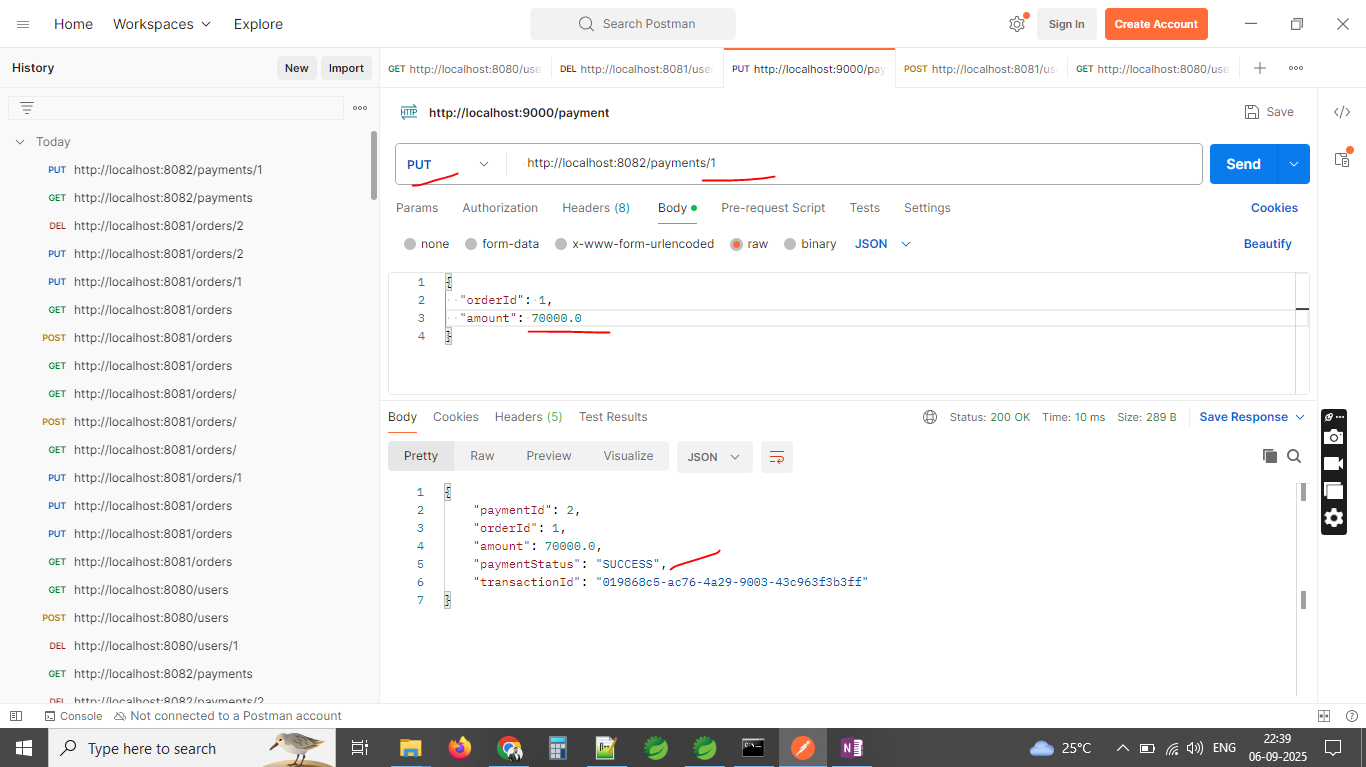 Home Workspaces Explore Search Postman Sign In Create Account
History New Import
GET http://localhost:8080/use DEL http://localhost:8081/use PUT http://localhost:9000/pay POST http://localhost:8081/us GET http://localhost:8080/use
HTTP http://localhost:9000/payment Save
Today
PUT http://localhost:8082/payments/1
GET http://localhost:8082/payments
DEL http://localhost:8081/orders/2
PUT http://localhost:8081/orders/2
PUT http://localhost:8081/orders/1
GET http://localhost:8081/orders
POST http://localhost:8081/orders
GET http://localhost:8081/orders
GET http://localhost:8081/orders/
POST http://localhost:8081/orders/
GET http://localhost:8081/orders/
PUT http://localhost:8081/orders/1
PUT http://localhost:8081/orders
PUT http://localhost:8081/orders
GET http://localhost:8081/orders
GET http://localhost:8080/users
POST http://localhost:8080/users
DEL http://localhost:8080/users/1
GET http://localhost:8082/payments
DEL http://localhost:8082/payments/2
PUT http://localhost:8082/payments/1 Send
Params Authorization Headers (8) Body Pre-request Script Tests Settings Cookies
none form-data x-www-form-urlencoded raw binary JSON Beautify
1 {
2 "orderId": 1,
3 "amount": 70000.0
4 }
Body Cookies Headers (5) Test Results Status: 200 OK Time: 10 ms Size: 289 B Save Response
Pretty Raw Preview Visualize JSON
1 {
2 "paymentId": 2,
3 "orderId": 1,
4 "amount": 70000.0,
5 "paymentStatus": "SUCCESS",
6 "transactionId": "019868c5-ac76-4a29-9003-43c963f3b3ff"
7 }
Console Not connected to a Postman account
Type here to search 25°C ENG 22:39
06-09-2025